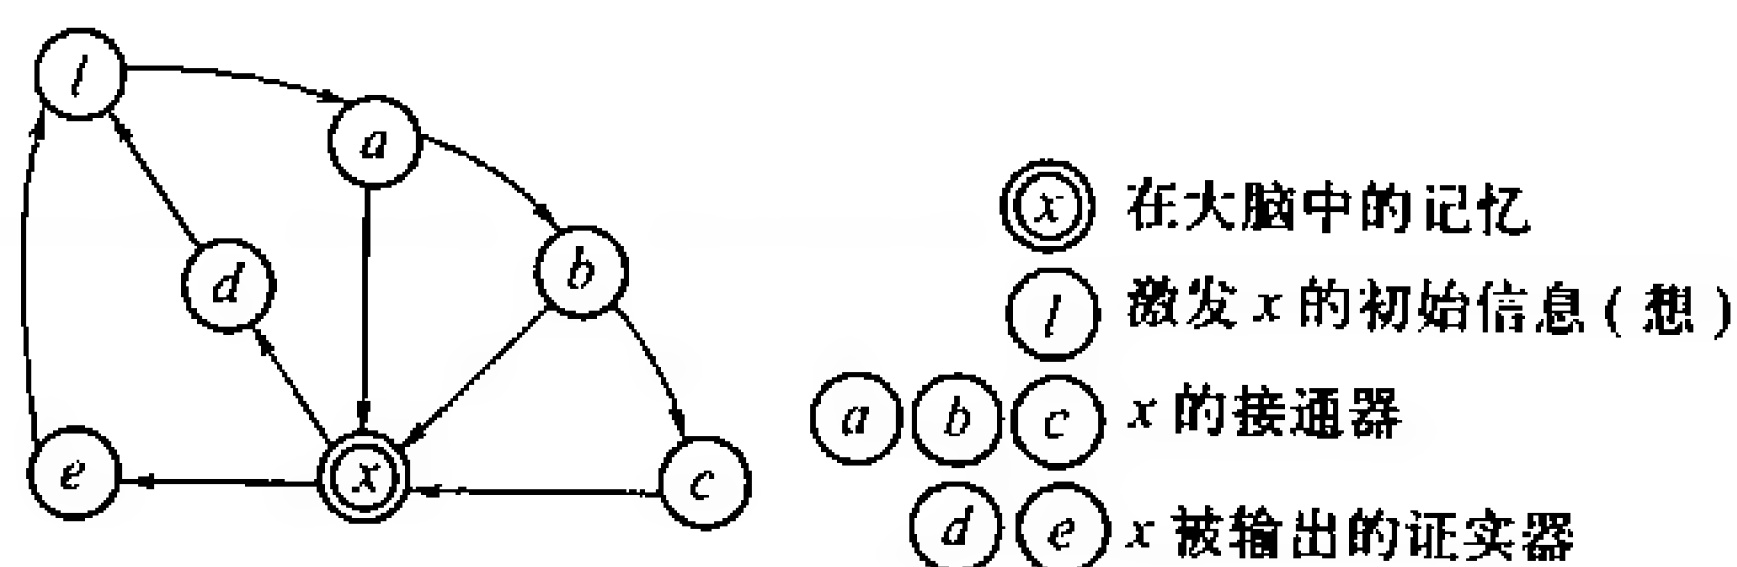 l
a
b
d
e
x
c
x 在大脑中的记忆
l 激发 x 的初始信息（想）
a b c x 的接通器
d e x 被输出的证实器